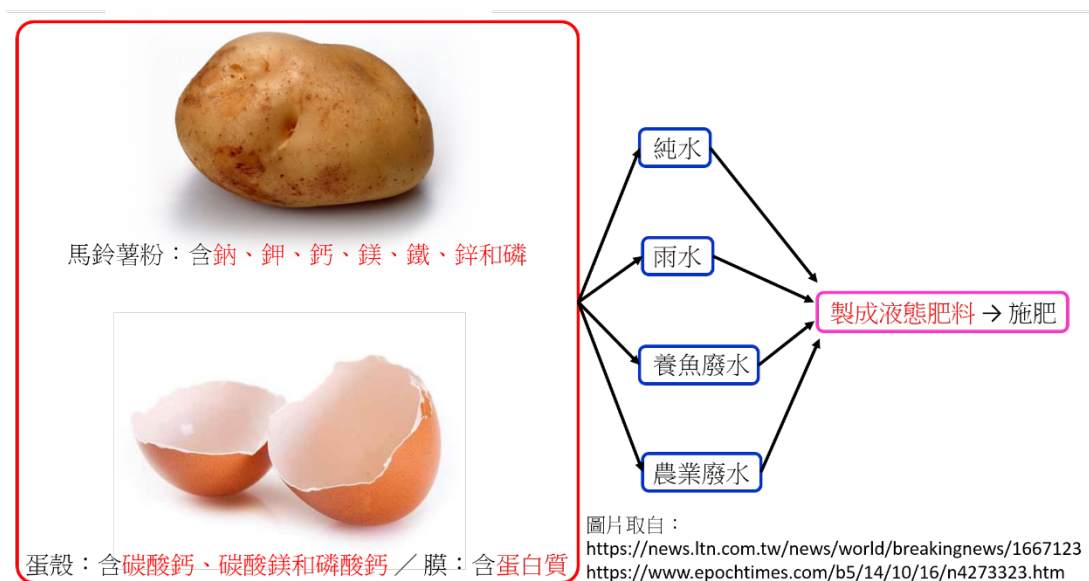 馬鈴薯粉：含鈉、鉀、鈣、鎂、鐵、鋅和磷
蛋殼：含碳酸鈣、碳酸鎂和磷酸鈣／膜：含蛋白質
純水
雨水
養魚廢水
農業廢水
製成液態肥料→施肥
圖片取自：
https://news.ltn.com.tw/news/world/breakingnews/1667123
https://www.epochtimes.com/b5/14/10/16/n4273323.htm